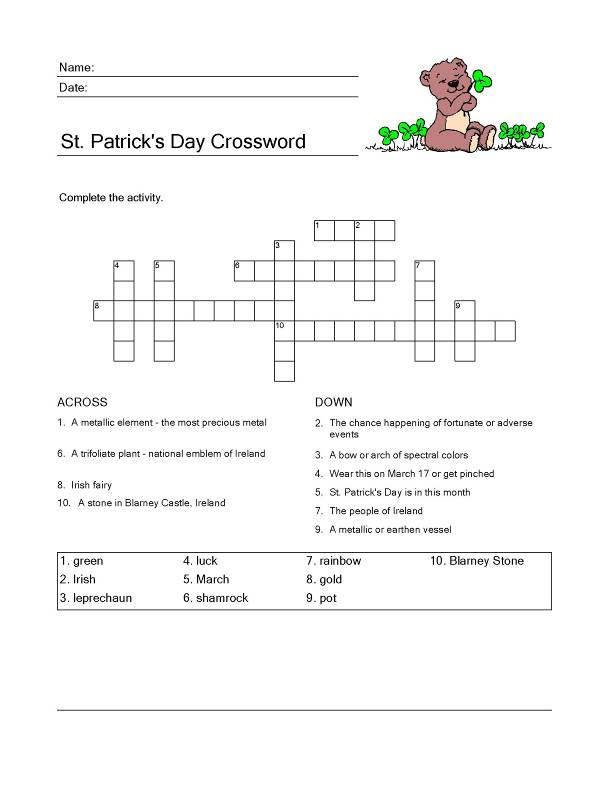 Name:
Date:
St. Patrick's Day Crossword
Complete the activity.
1 2
3
4 5 6 7
8 9
10
ACROSS
1. A metallic element - the most precious metal
6. A trifoliate plant - national emblem of Ireland
8. Irish fairy
10. A stone in Blarney Castle, Ireland
DOWN
2. The chance happening of fortunate or adverse
events
3. A bow or arch of spectral colors
4. Wear this on March 17 or get pinched
5. St. Patrick's Day is in this month
7. The people of Ireland
9. A metallic or earthen vessel
1. green 4. luck 7. rainbow 10. Blarney Stone
2. Irish 5. March 8. gold
3. leprechaun 6. shamrock 9. pot